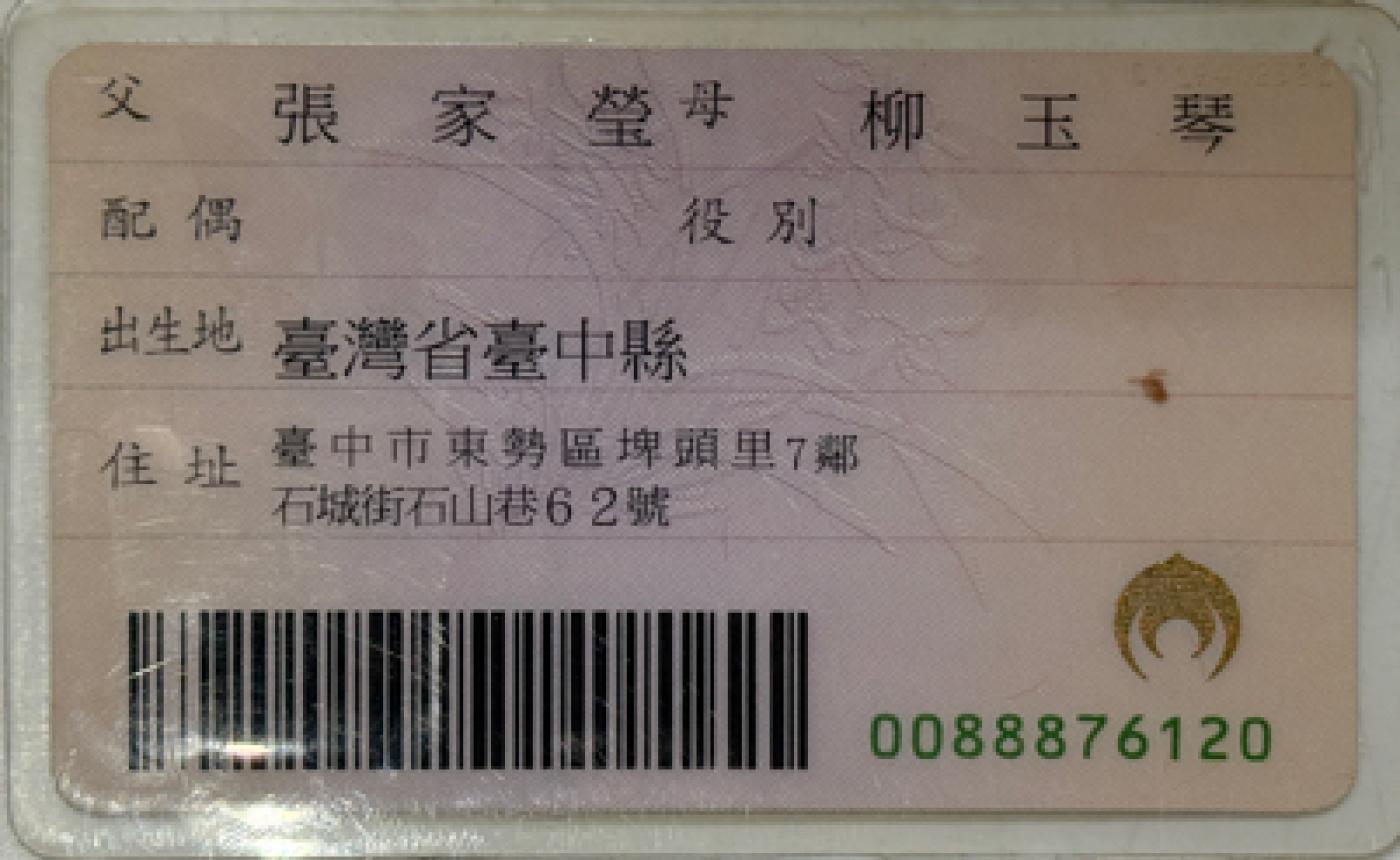 父 張家瑩 母 柳玉琴
配偶 役別
出生地 臺灣省臺中縣
住址 臺中市東勢區埤頭里7鄰
石城街石山巷62號
0088876120